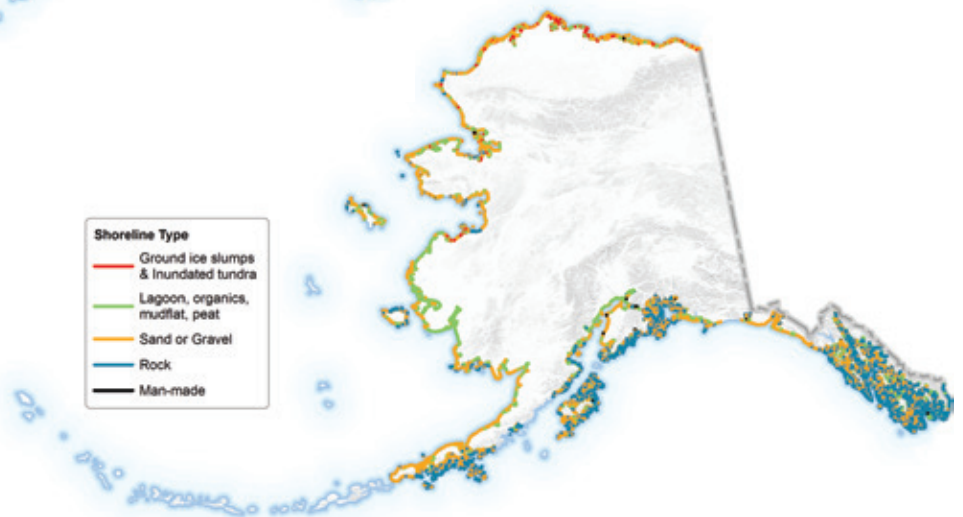 Shoreline Type
Ground ice slumps
& Inundated tundra
Lagoon, organics,
mudflat, peat
Sand or Gravel
Rock
Man-made